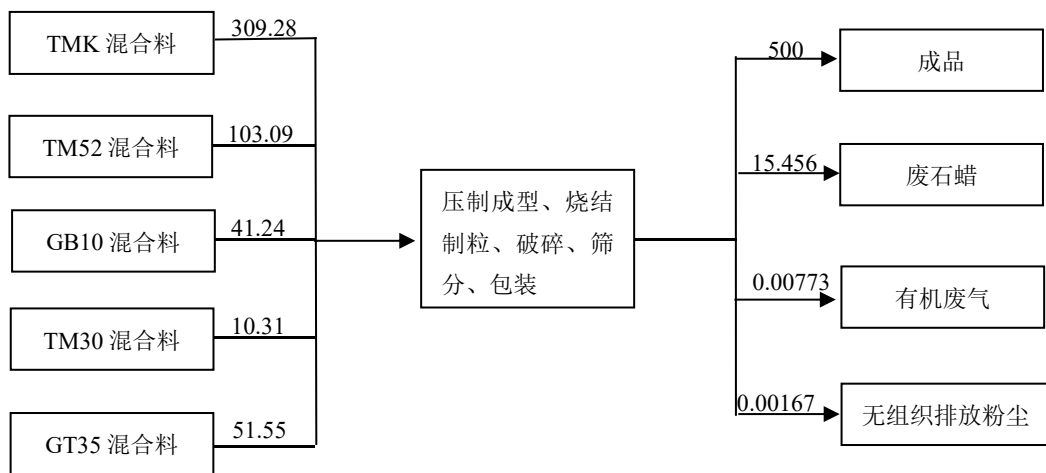 TMK 混合料
309.28
TM52 混合料
103.09
GB10 混合料
41.24
TM30 混合料
10.31
GT35 混合料
51.55
压制成型、烧结
制粒、破碎、筛
分、包装
500
成品
15.456
废石蜡
0.00773
有机废气
0.00167
无组织排放粉尘